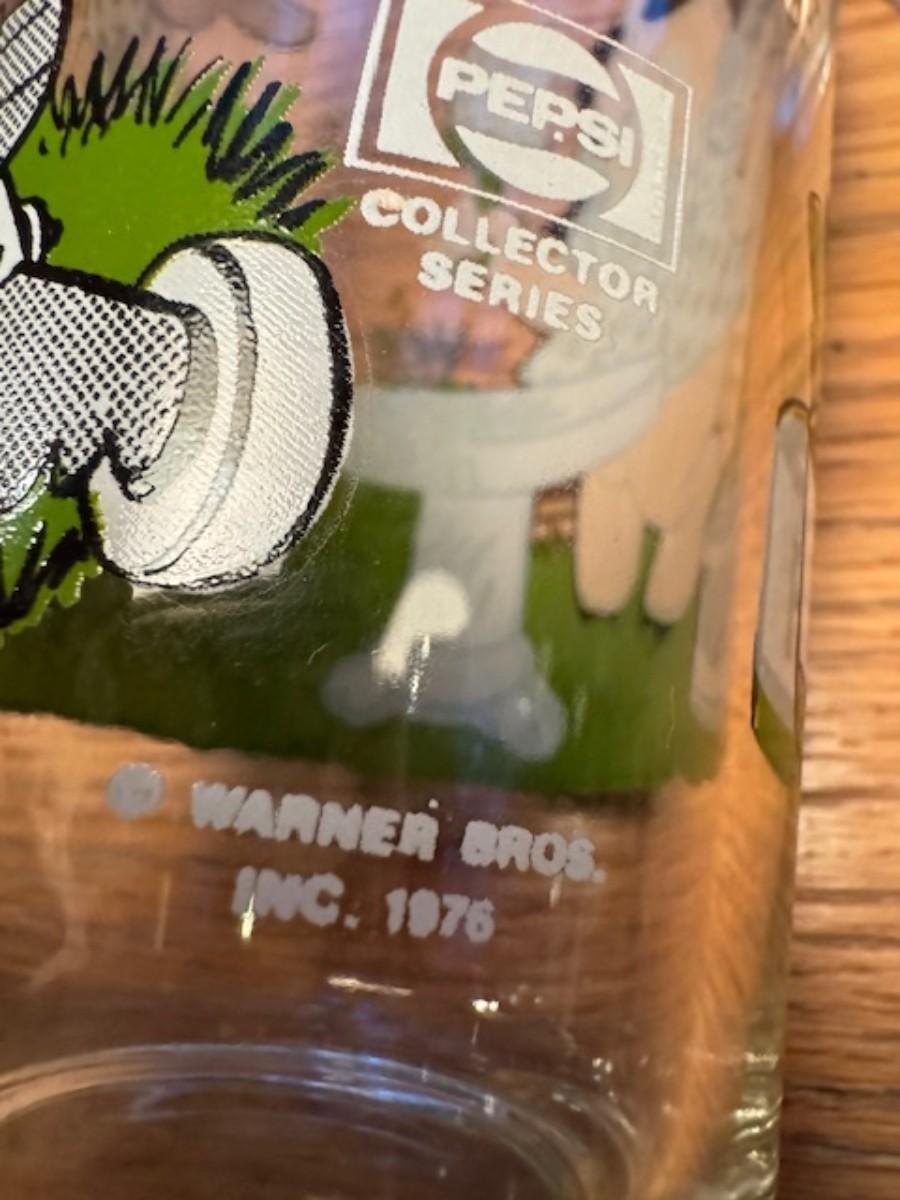 PEPSI
COLLECTOR
SERIES
© WARNER BROS.
INC. 1976